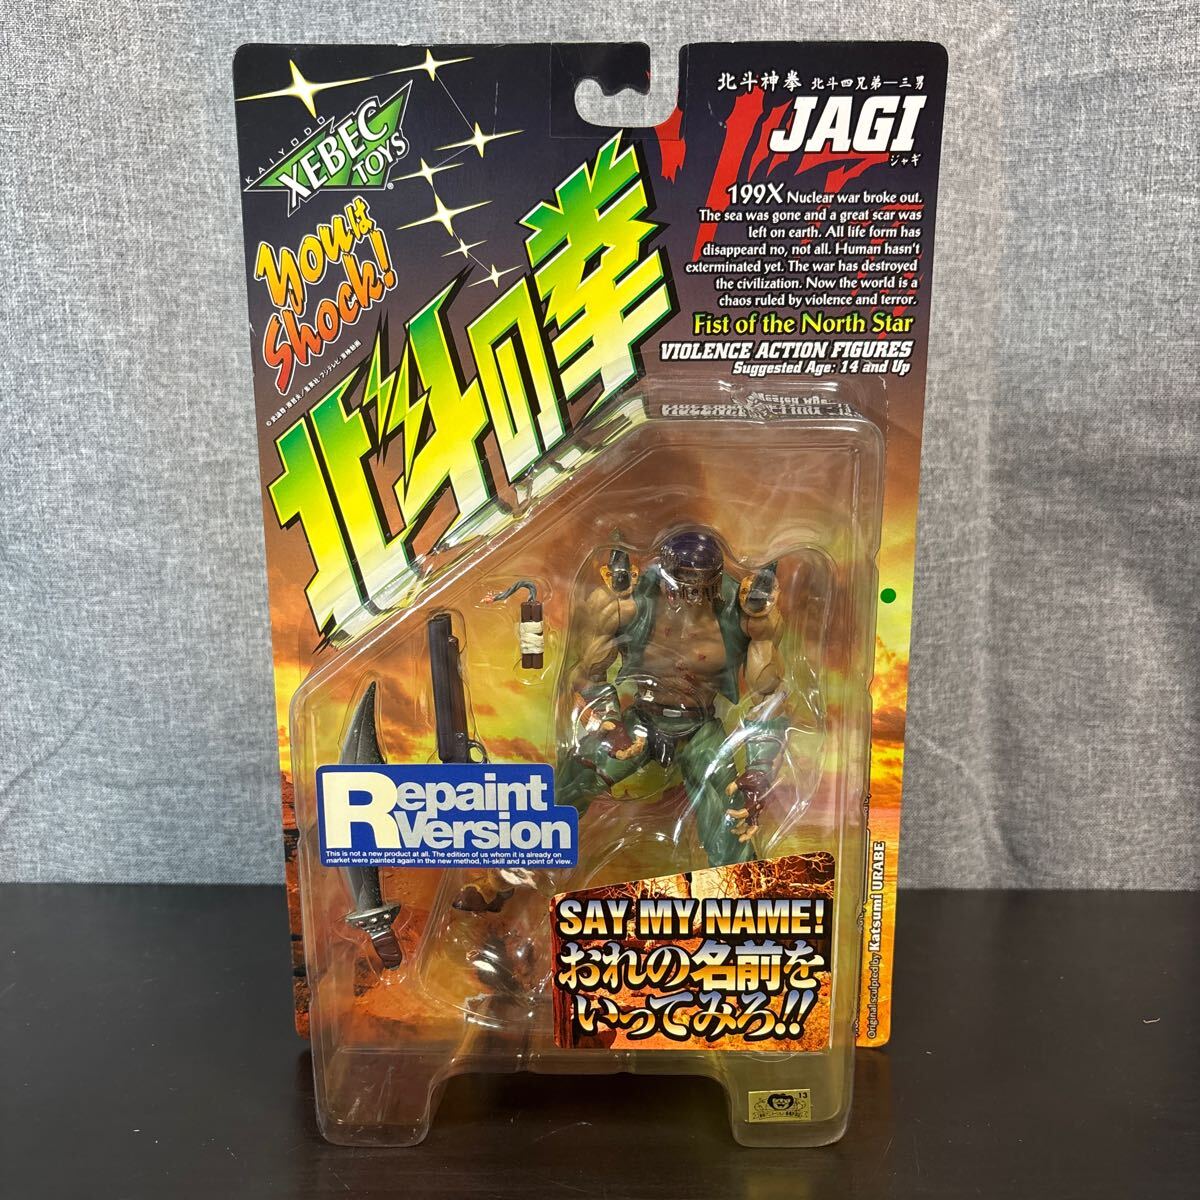 KAIYODO
XEBEC
TOYS
®
youは
Shock!
北斗の拳
北斗神拳 北斗四兄弟―三男
JAGI
ジャギ
199X Nuclear war broke out.
The sea was gone and a great scar was
left on earth. All life form has
disappeard no, not all. Human hasn't
exterminated yet. The war has destroyed
the civilization. Now the world is a
chaos ruled by violence and terror.
Fist of the North Star
VIOLENCE ACTION FIGURES
Suggested Age: 14 and Up
Repaint
Version
This is not a new product at all. The edition of us whom it is already on
market were painted again in the new method, hi-skill and a point of view.
SAY MY NAME!
おれの名前を
いってみろ!!
Original sculpted by Katsumi URABE
13